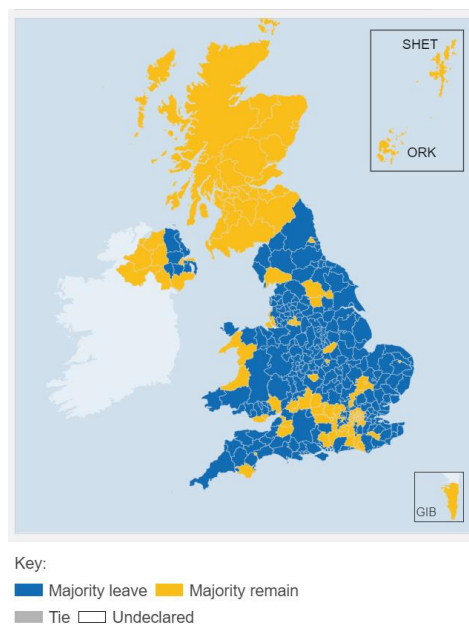 SHET
ORK
GIB
Key:
Majority leave Majority remain
Tie Undeclared